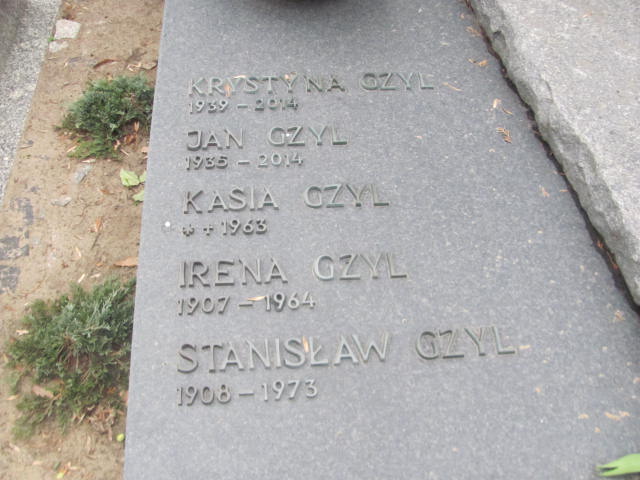 KRYSTYNA GZYL
1939 - 2014
JAN GZYL
1935 - 2014
KASIA GZYL
* + 1963
IRENA GZYL
1907 - 1964
STANISŁAW GZYL
1908 - 1973